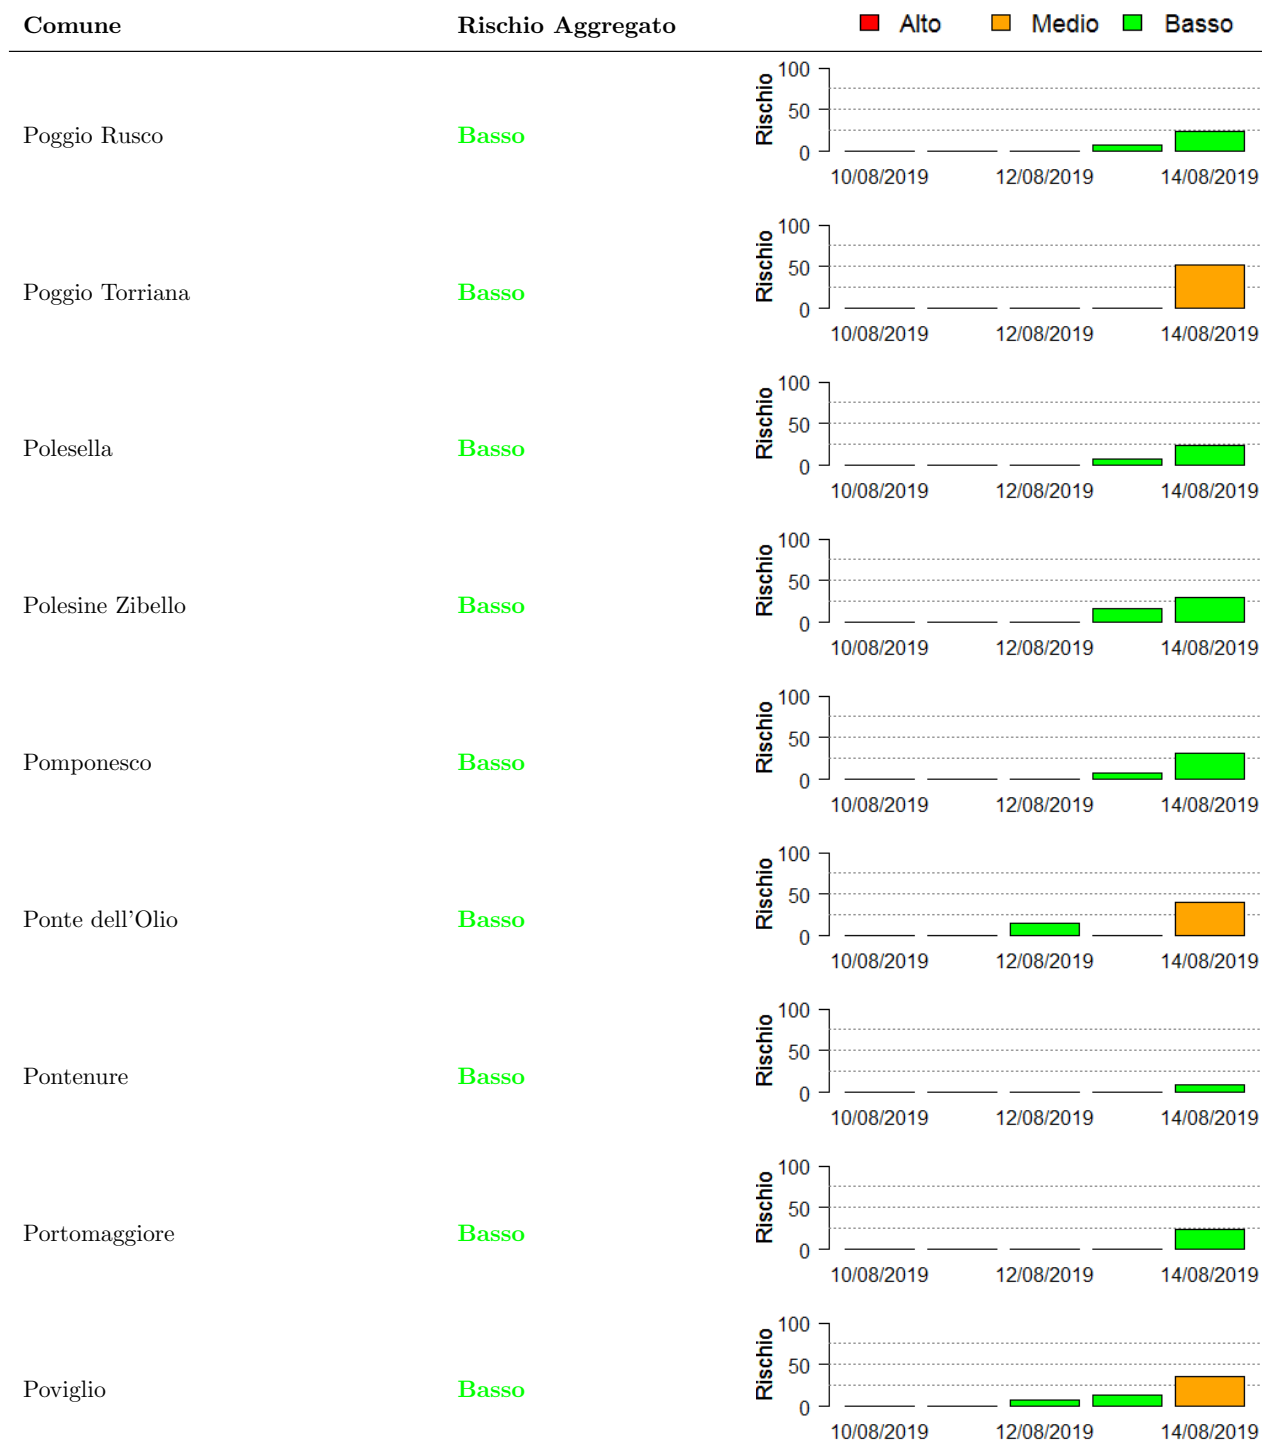 Comune Rischio Aggregato Alto Medio Basso
Poggio Rusco Basso
Rischio
100
50
0
10/08/2019 12/08/2019 14/08/2019
Poggio Torriana Basso
Rischio
100
50
0
10/08/2019 12/08/2019 14/08/2019
Polesella Basso
Rischio
100
50
0
10/08/2019 12/08/2019 14/08/2019
Polesine Zibello Basso
Rischio
100
50
0
10/08/2019 12/08/2019 14/08/2019
Pomponesco Basso
Rischio
100
50
0
10/08/2019 12/08/2019 14/08/2019
Ponte dell'Olio Basso
Rischio
100
50
0
10/08/2019 12/08/2019 14/08/2019
Pontenure Basso
Rischio
100
50
0
10/08/2019 12/08/2019 14/08/2019
Portomaggiore Basso
Rischio
100
50
0
10/08/2019 12/08/2019 14/08/2019
Poviglio Basso
Rischio
100
50
0
10/08/2019 12/08/2019 14/08/2019